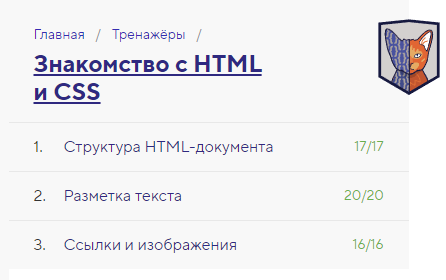 Главная / Тренажёры /
Знакомство с HTML
и CSS
1. Структура HTML-документа 17/17
2. Разметка текста 20/20
3. Ссылки и изображения 16/16